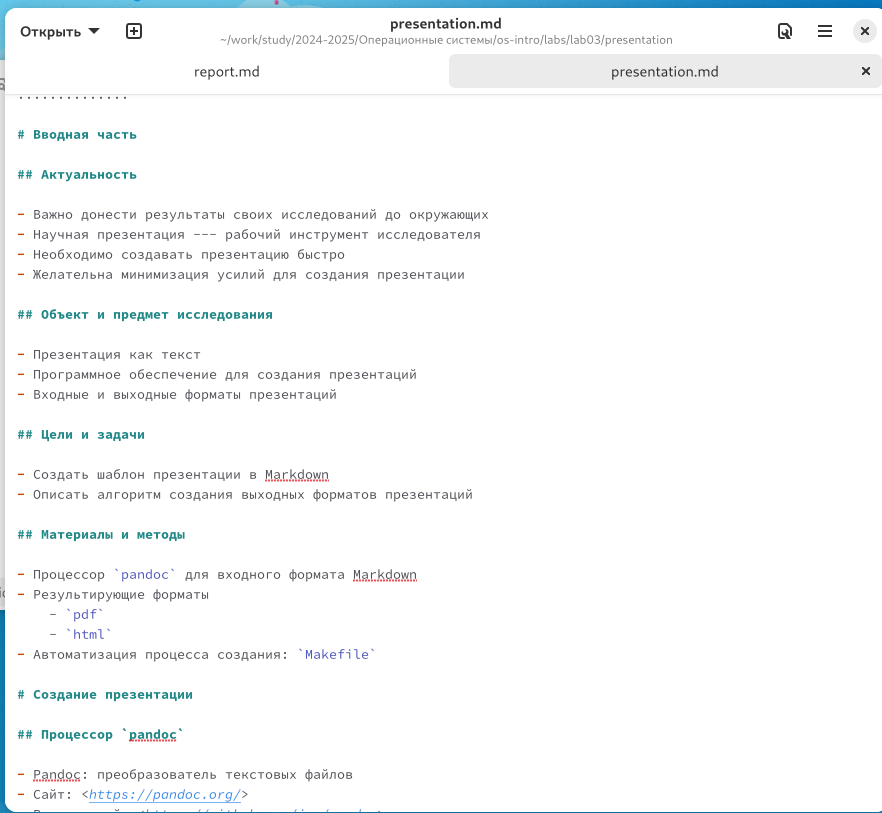 Открыть
presentation.md
~/work/study/2024-2025/Операционные системы/os-intro/labs/lab03/presentation
report.md
presentation.md
# Вводная часть
## Актуальность
- Важно донести результаты своих исследований до окружающих
- Научная презентация --- рабочий инструмент исследователя
- Необходимо создавать презентацию быстро
- Желательна минимизация усилий для создания презентации
## Объект и предмет исследования
- Презентация как текст
- Программное обеспечение для создания презентаций
- Входные и выходные форматы презентаций
## Цели и задачи
- Создать шаблон презентации в Markdown
- Описать алгоритм создания выходных форматов презентаций
## Материалы и методы
- Процессор `pandoc` для входного формата Markdown
- Результирующие форматы
- `pdf`
- `html`
- Автоматизация процесса создания: `Makefile`
# Создание презентации
## Процессор `pandoc`
- Pandoc: преобразователь текстовых файлов
- Сайт: <https://pandoc.org/>